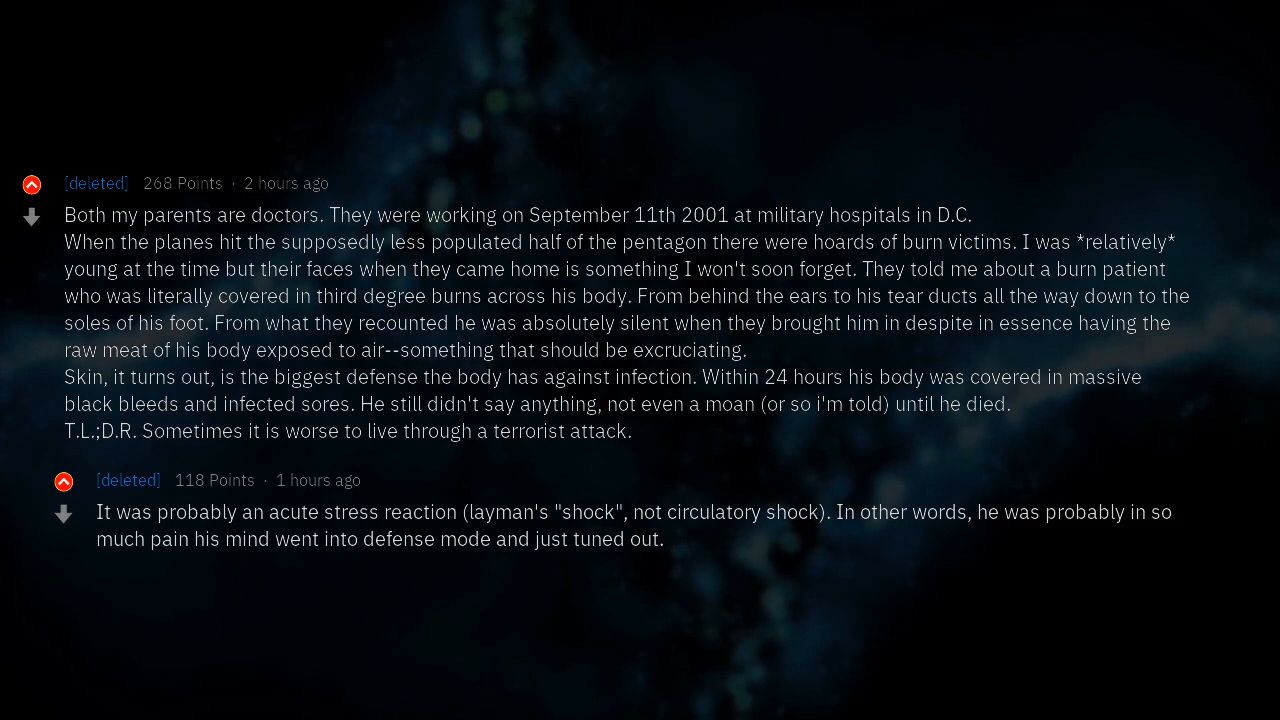 [deleted] 268 Points · 2 hours ago
Both my parents are doctors. They were working on September 11th 2001 at military hospitals in D.C.
When the planes hit the supposedly less populated half of the pentagon there were hoards of burn victims. I was *relatively*
young at the time but their faces when they came home is something I won't soon forget. They told me about a burn patient
who was literally covered in third degree burns across his body. From behind the ears to his tear ducts all the way down to the
soles of his foot. From what they recounted he was absolutely silent when they brought him in despite in essence having the
raw meat of his body exposed to air--something that should be excruciating.
Skin, it turns out, is the biggest defense the body has against infection. Within 24 hours his body was covered in massive
black bleeds and infected sores. He still didn't say anything, not even a moan (or so i'm told) until he died.
T.L.;D.R. Sometimes it is worse to live through a terrorist attack.
[deleted] 118 Points · 1 hours ago
It was probably an acute stress reaction (layman's "shock", not circulatory shock). In other words, he was probably in so
much pain his mind went into defense mode and just tuned out.